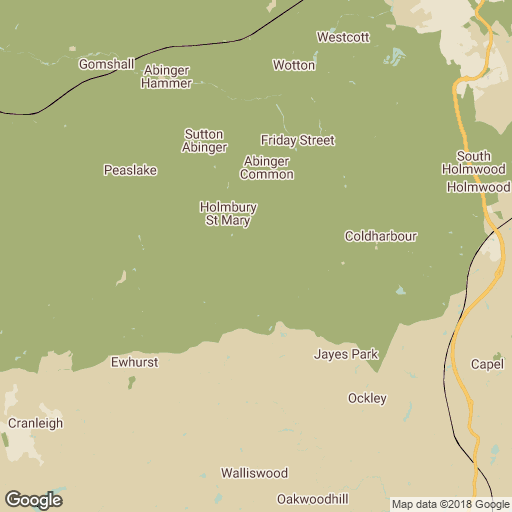 Westcott
Gomshall
Wotton
Abinger
Hammer
Sutton
Abinger
Friday Street
Abinger
Common
South
Holmwood
Peaslake
Holmwood
Holmbury
St Mary
Coldharbour
Jayes Park
Ewhurst
Capel
Ockley
Cranleigh
Walliswood
Oakwoodhill
Google
Map data ©2018 Google